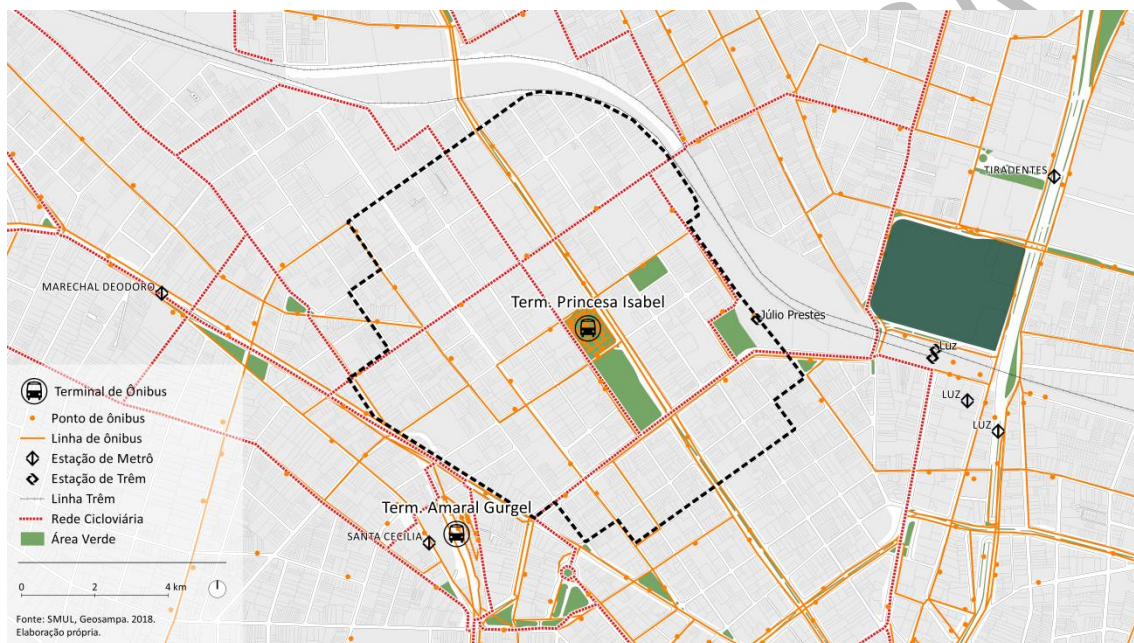 TIRADENTES
MARECHAL DEODORO
Term. Princesa Isabel
Júlio Prestes
Luz
LUZ
LUZ
Term. Amaral Gurgel
SANTA CECÍLIA
Terminal de Ônibus
Ponto de ônibus
Linha de ônibus
Estação de Metrô
Estação de Trêm
Linha Trêm
Rede Cicloviária
Área Verde
0 2 4 km
Fonte: SMUL, Geosampa. 2018.
Elaboração própria.